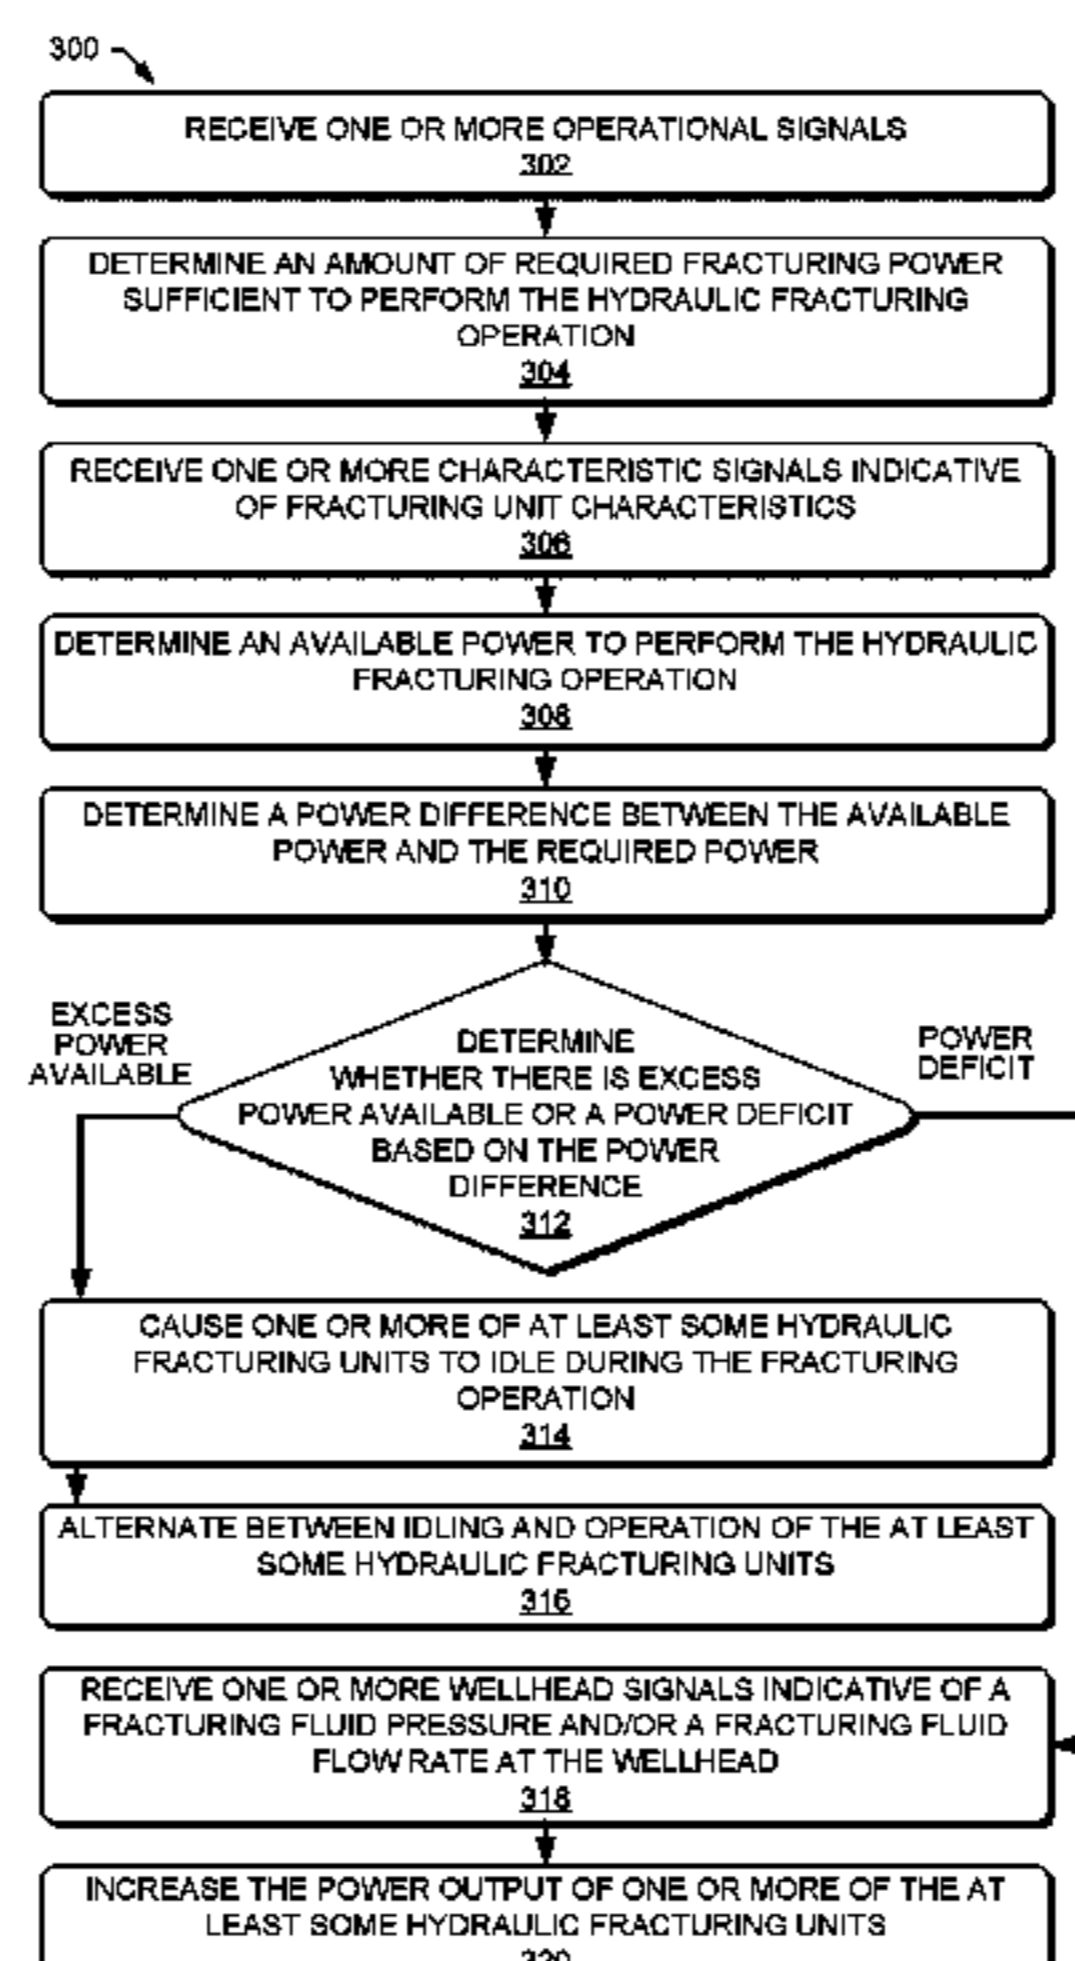 300
RECEIVE ONE OR MORE OPERATIONAL SIGNALS
302
DETERMINE AN AMOUNT OF REQUIRED FRACTURING POWER
SUFFICIENT TO PERFORM THE HYDRAULIC FRACTURING
OPERATION
304
RECEIVE ONE OR MORE CHARACTERISTIC SIGNALS INDICATIVE
OF FRACTURING UNIT CHARACTERISTICS
306
DETERMINE AN AVAILABLE POWER TO PERFORM THE HYDRAULIC
FRACTURING OPERATION
308
DETERMINE A POWER DIFFERENCE BETWEEN THE AVAILABLE
POWER AND THE REQUIRED POWER
310
EXCESS
POWER
AVAILABLE
DETERMINE
WHETHER THERE IS EXCESS
POWER AVAILABLE OR A POWER DEFICIT
BASED ON THE POWER
DIFFERENCE
312
POWER
DEFICIT
CAUSE ONE OR MORE OF AT LEAST SOME HYDRAULIC
FRACTURING UNITS TO IDLE DURING THE FRACTURING
OPERATION
314
ALTERNATE BETWEEN IDLING AND OPERATION OF THE AT LEAST
SOME HYDRAULIC FRACTURING UNITS
316
RECEIVE ONE OR MORE WELLHEAD SIGNALS INDICATIVE OF A
FRACTURING FLUID PRESSURE AND/OR A FRACTURING FLUID
FLOW RATE AT THE WELLHEAD
318
INCREASE THE POWER OUTPUT OF ONE OR MORE OF THE AT
LEAST SOME HYDRAULIC FRACTURING UNITS
320